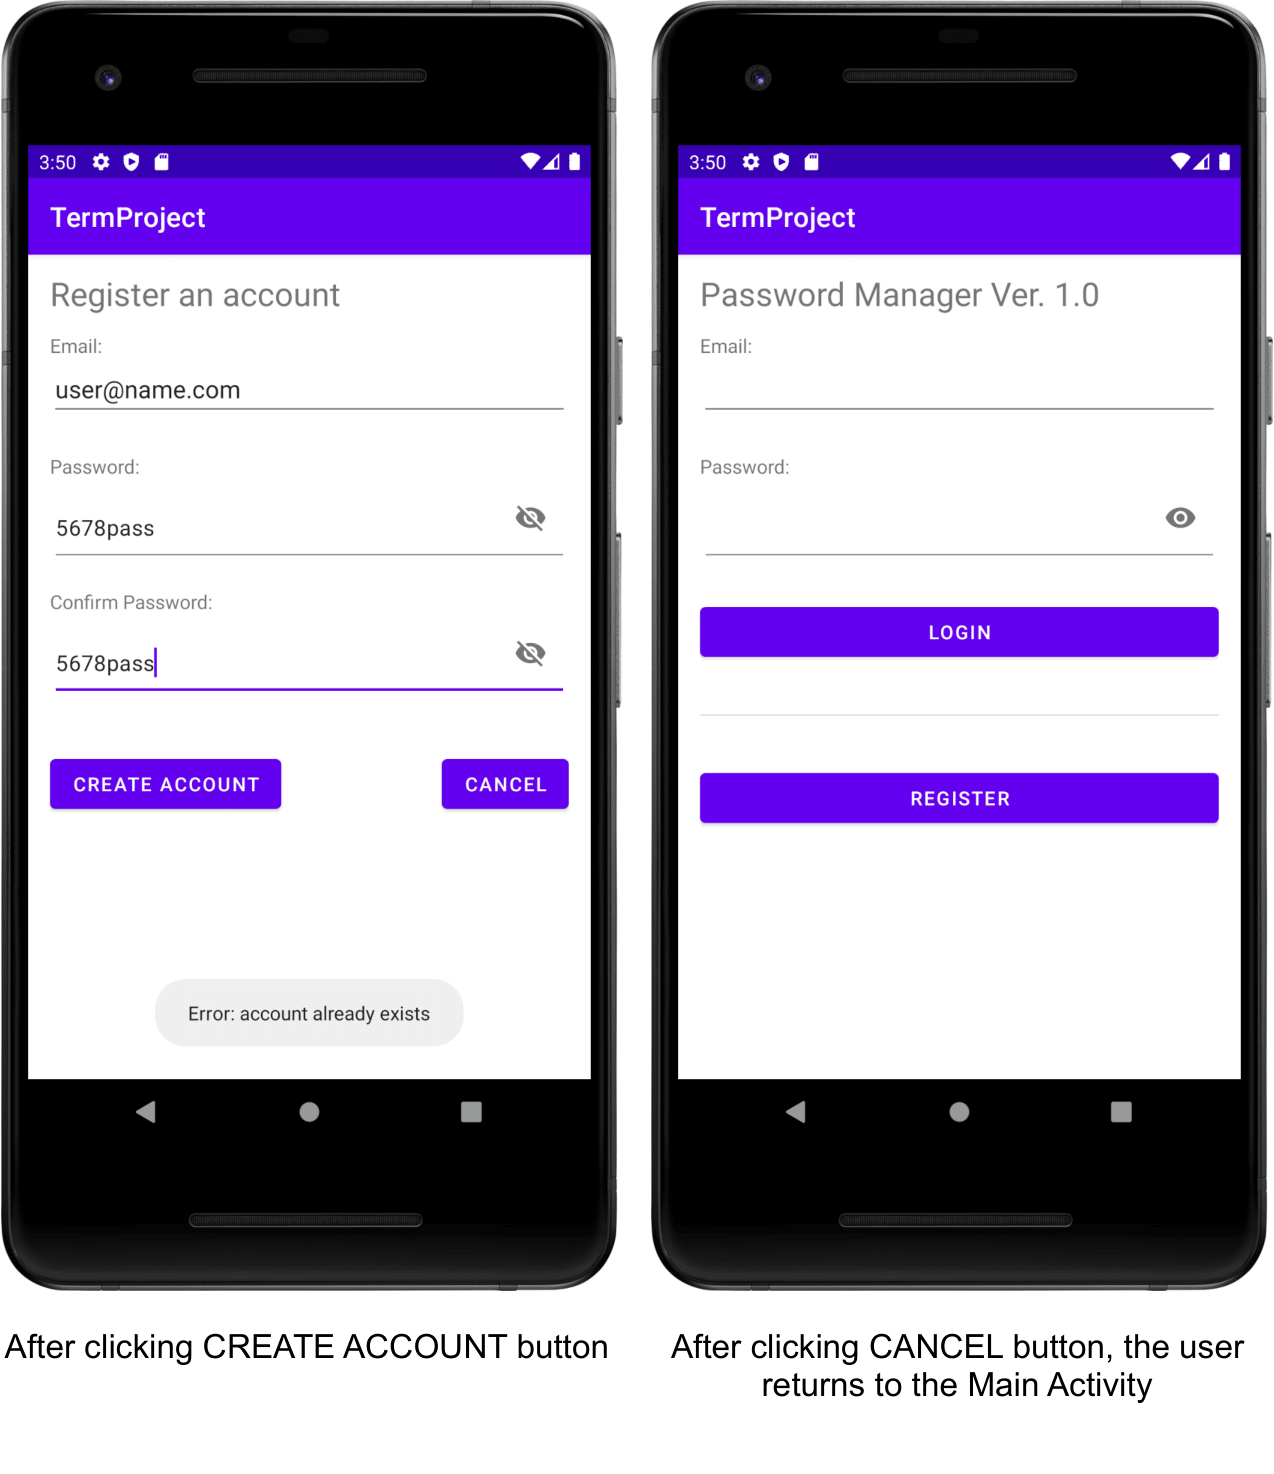 3:50
TermProject
Register an account
Email:
user@name.com
Password:
5678pass
Confirm Password:
5678pass
CREATE ACCOUNT
CANCEL
Error: account already exists
After clicking CREATE ACCOUNT button
3:50
TermProject
Password Manager Ver. 1.0
Email:
Password:
LOGIN
REGISTER
After clicking CANCEL button, the user
returns to the Main Activity